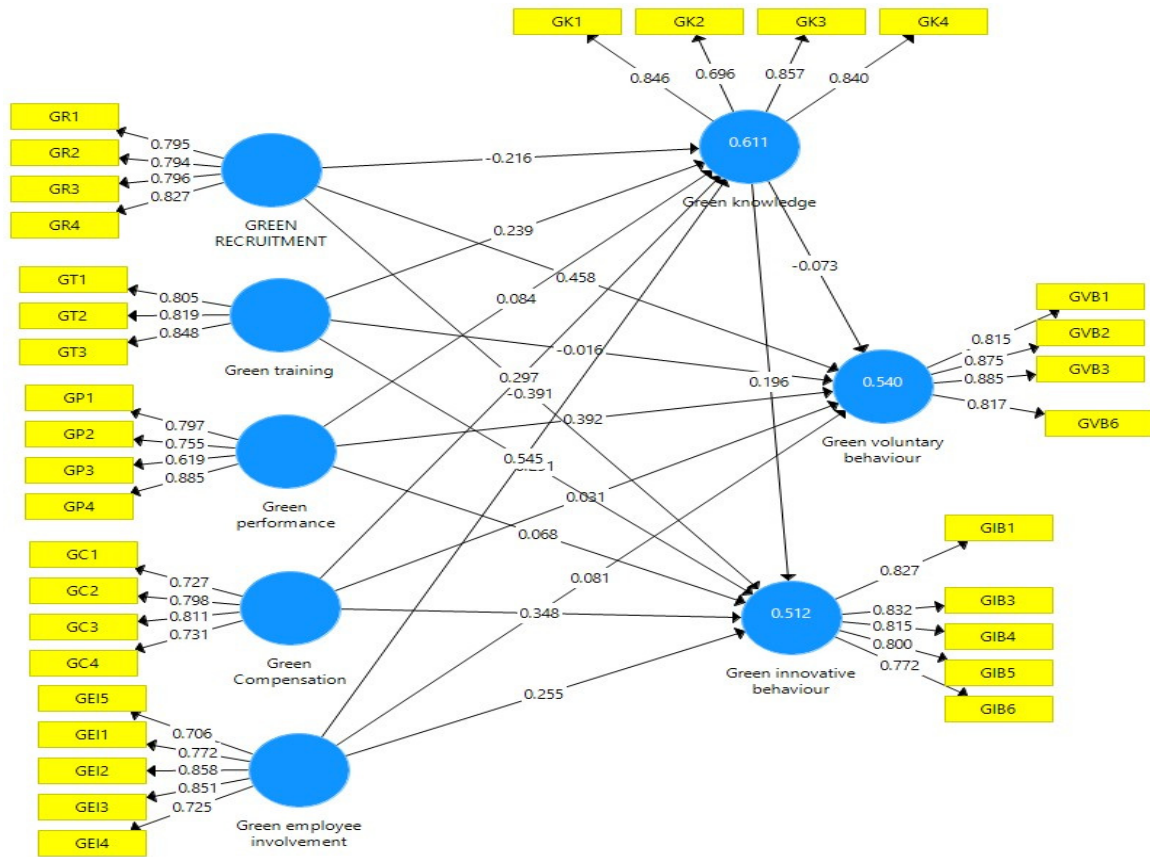 GK1
GK2
GK3
GK4
0.846
0.696
0.857
0.840
GR1
GR2
GR3
GR4
0.795
0.794
0.796
0.827
GREEN
RECRUITMENT
0.611
Green knowledge
-0.216
0.239
0.084
0.297
0.545
0.458
-0.391
-0.073
0.196
GT1
GT2
GT3
0.805
0.819
0.848
Green training
-0.016
GP1
GP2
GP3
GP4
0.797
0.755
0.619
0.885
Green
performance
0.392
0.068
0.540
Green voluntary
behaviour
0.815
0.875
0.885
0.817
GVB1
GVB2
GVB3
GVB6
GC1
GC2
GC3
GC4
0.727
0.798
0.811
0.731
Green
Compensation
0.031
0.348
0.081
0.255
0.512
Green innovative
behaviour
0.827
0.832
0.815
0.800
0.772
GIB1
GIB3
GIB4
GIB5
GIB6
GEI5
GEI1
GEI2
GEI3
GEI4
0.706
0.772
0.858
0.851
0.725
Green employee
involvement